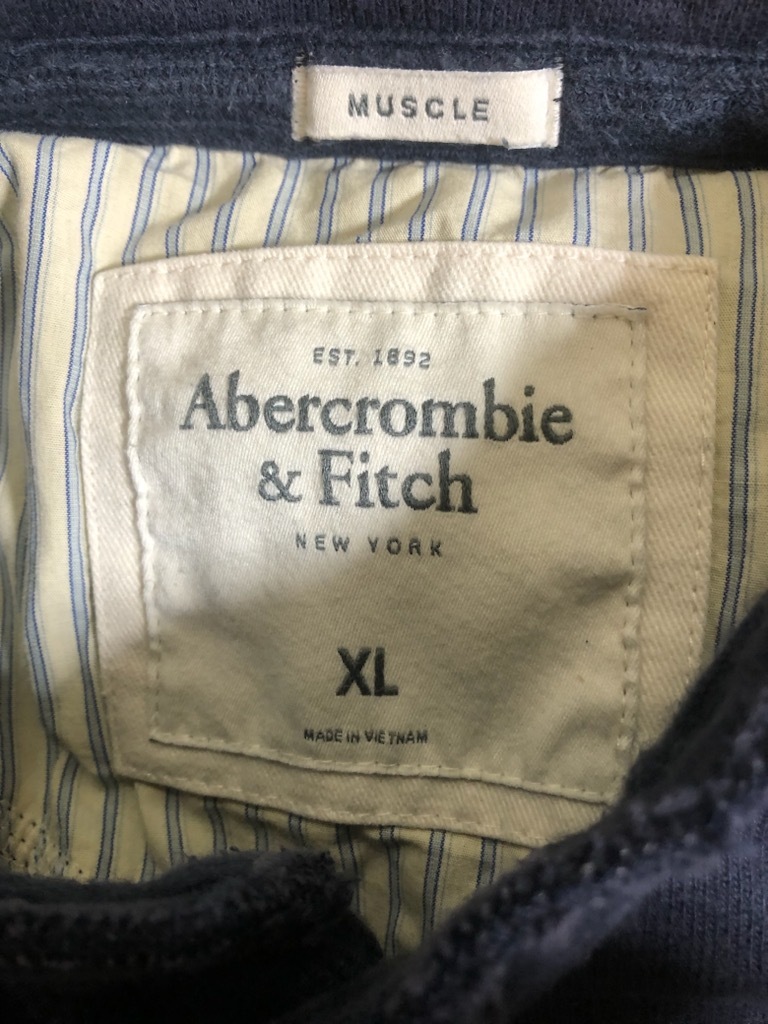 MUSCLE
EST. 1892
Abercrombie
& Fitch
NEW YORK
XL
MADE IN VIETNAM